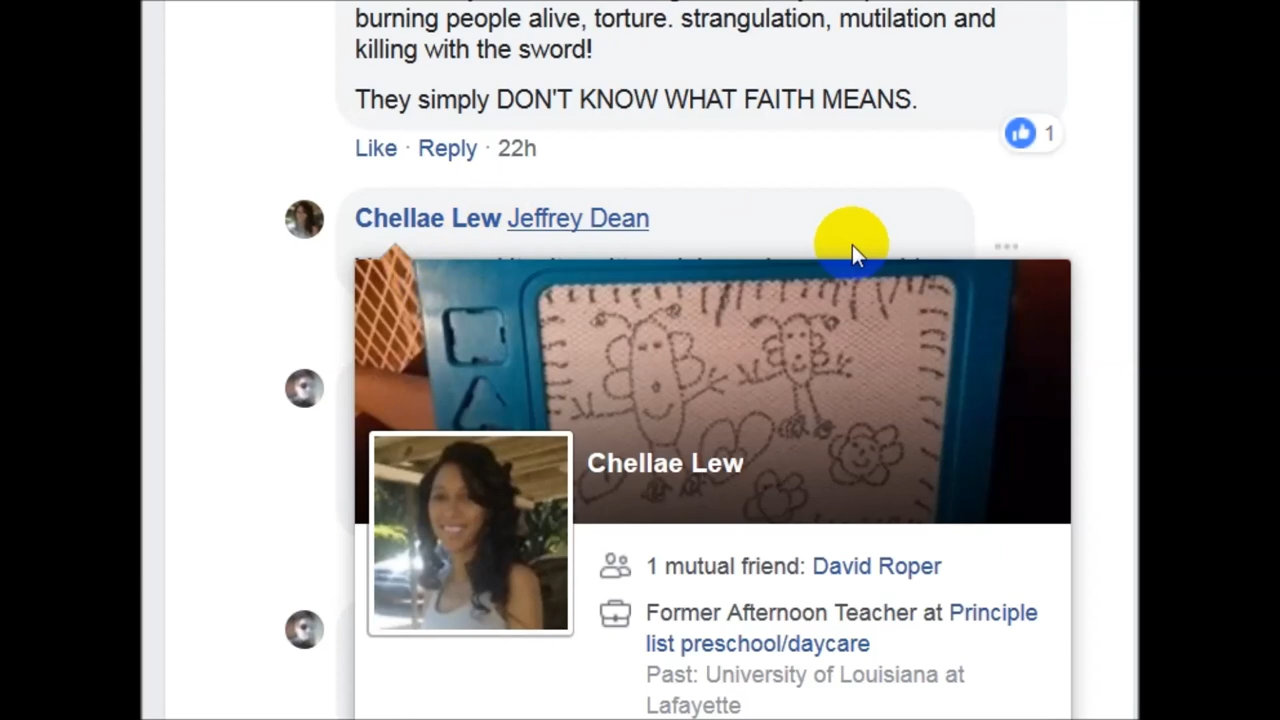 burning people alive, torture. strangulation, mutilation and
killing with the sword!
They simply DON'T KNOW WHAT FAITH MEANS.
Like · Reply · 22h
1
Chellae Lew Jeffrey Dean
Chellae Lew
1 mutual friend: David Roper
Former Afternoon Teacher at Principle
list preschool/daycare
Past: University of Louisiana at
Lafayette